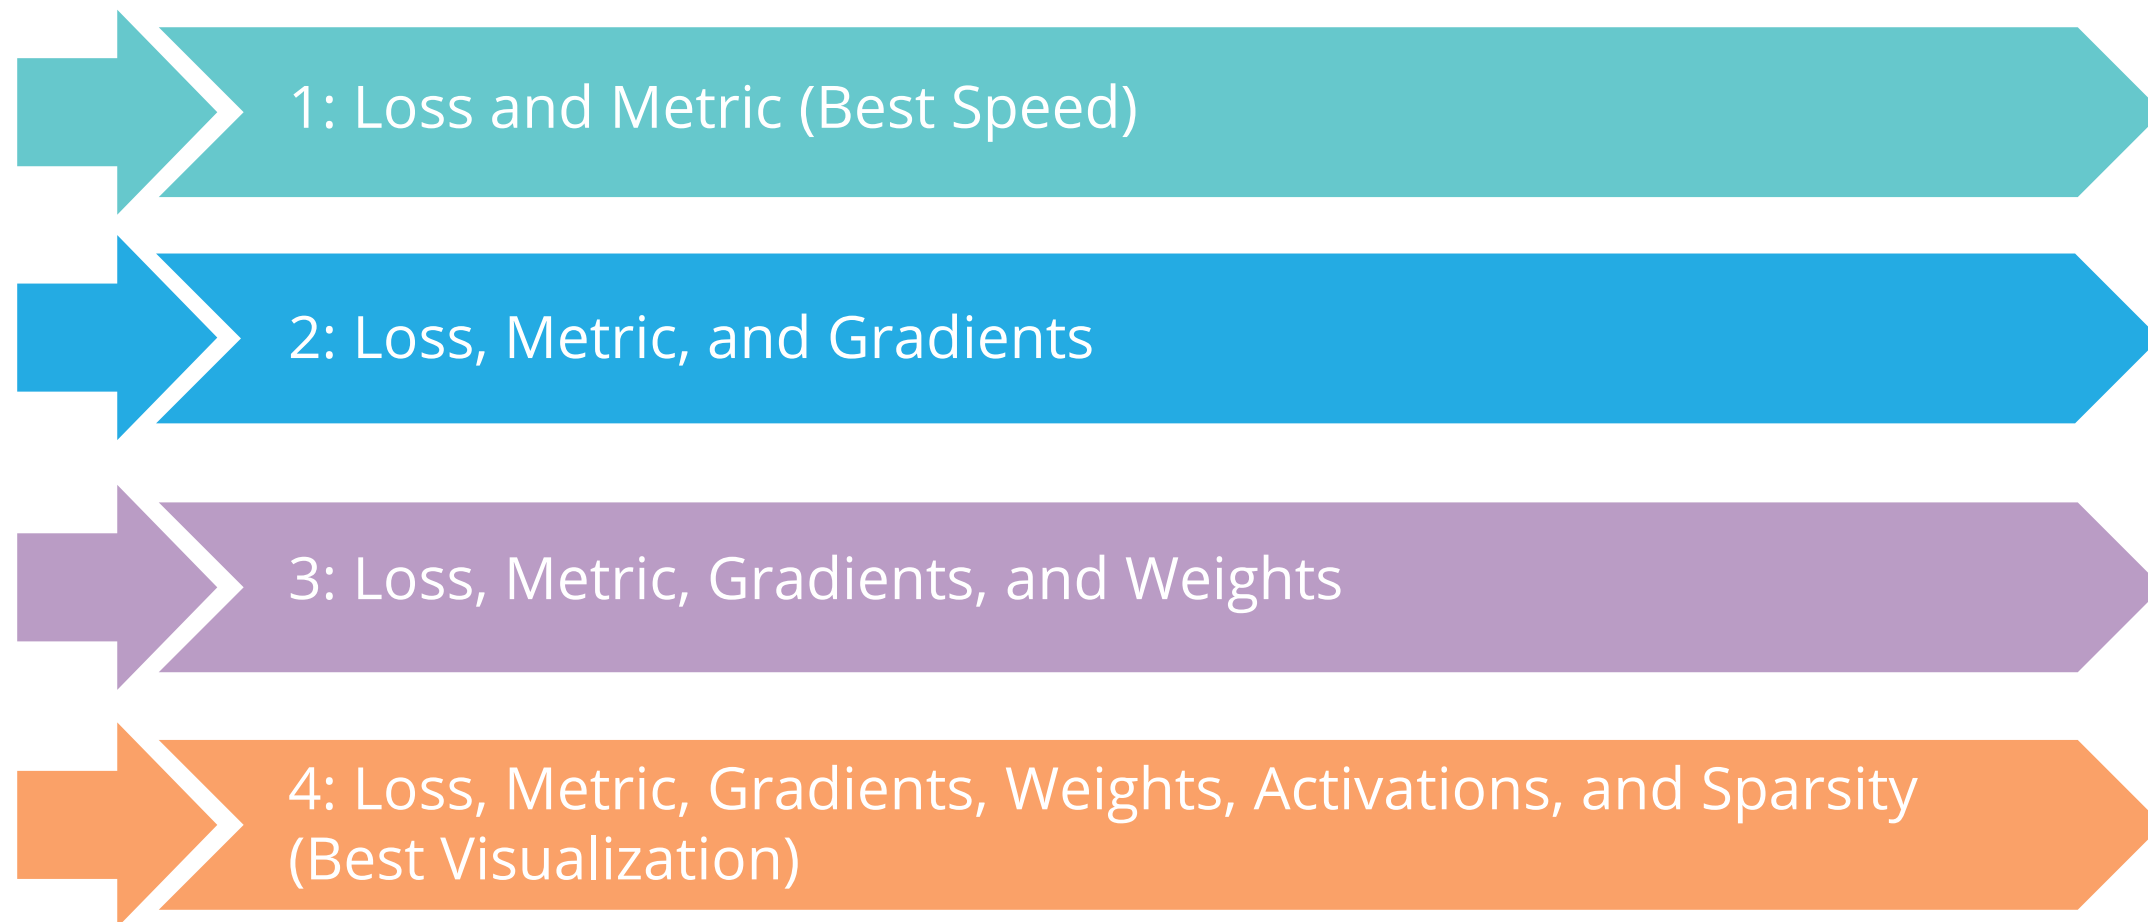 1: Loss and Metric (Best Speed)
2: Loss, Metric, and Gradients
3: Loss, Metric, Gradients, and Weights
4: Loss, Metric, Gradients, Weights, Activations, and Sparsity
(Best Visualization)